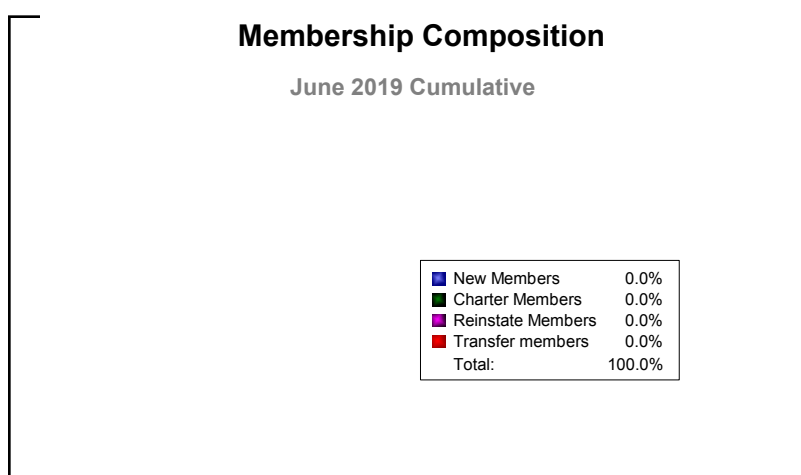 Membership Composition
June 2019 Cumulative
New Members 0.0%
Charter Members 0.0%
Reinstate Members 0.0%
Transfer members 0.0%
Total: 100.0%